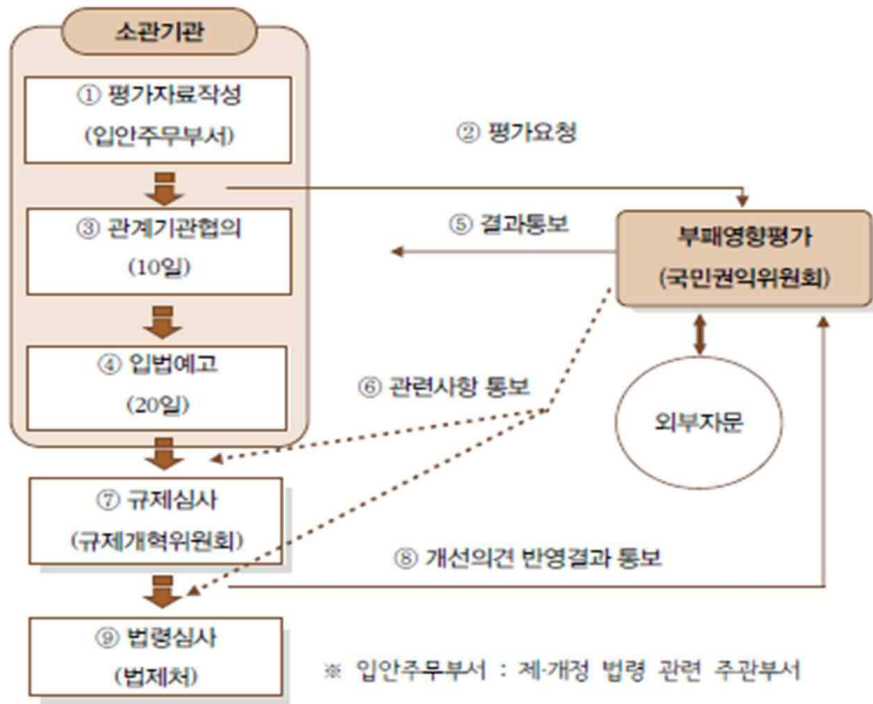 소관기관
① 평가자료작성
(입안주무부서)
② 평가요청
③ 관계기관협의
(10일)
⑤ 결과통보
부패영향평가
(국민권익위원회)
④ 입법예고
(20일)
⑥ 관련사항 통보
외부자문
⑦ 규제심사
(규제개혁위원회)
⑧ 개선의견 반영결과 통보
⑨ 법령심사
(법제처)
※ 입안주무부서 : 제·개정 법령 관련 주관부서